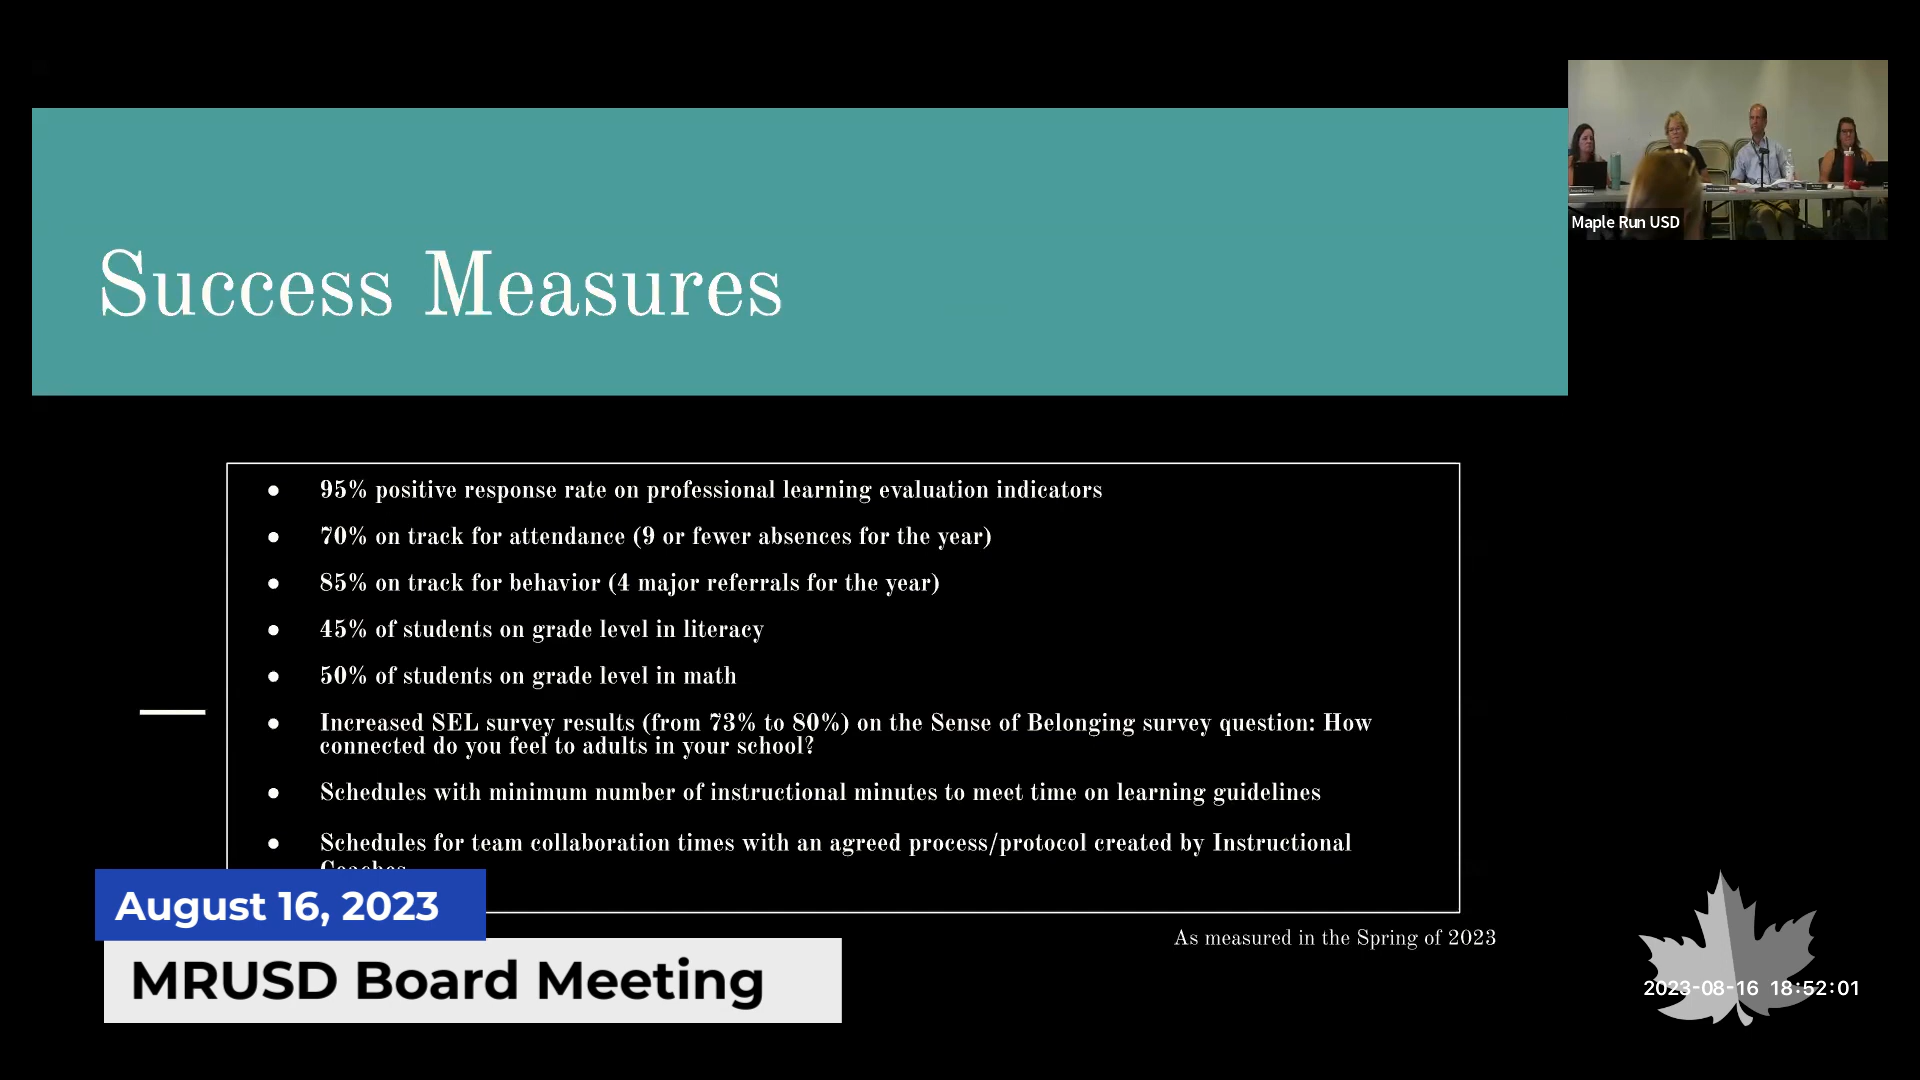 Success Measures
Maple Run USD
● 95% positive response rate on professional learning evaluation indicators
● 70% on track for attendance (9 or fewer absences for the year)
● 85% on track for behavior (4 major referrals for the year)
● 45% of students on grade level in literacy
● 50% of students on grade level in math
● Increased SEL survey results (from 73% to 80%) on the Sense of Belonging survey question: How
connected do you feel to adults in your school?
● Schedules with minimum number of instructional minutes to meet time on learning guidelines
● Schedules for team collaboration times with an agreed process/protocol created by Instructional
Coaches
As measured in the Spring of 2023
August 16, 2023
MRUSD Board Meeting
2023-08-16 18:52:01